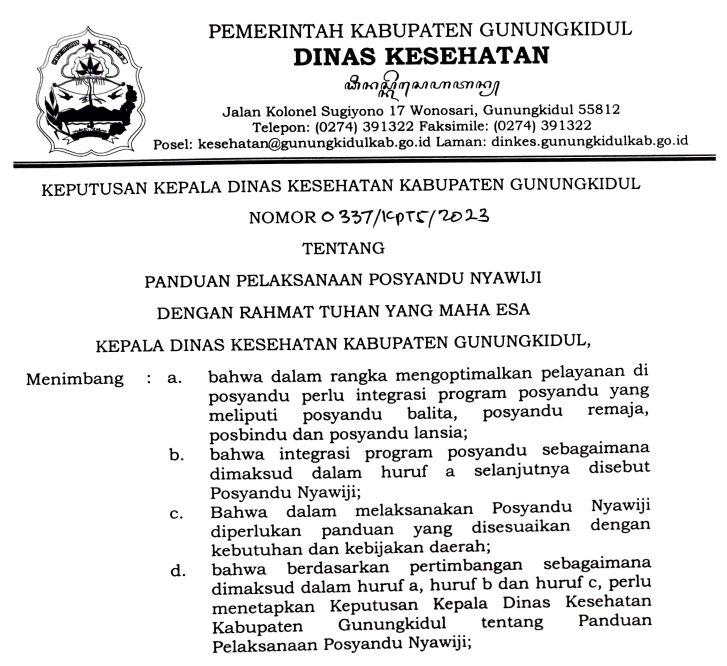 PEMERINTAH KABUPATEN GUNUNGKIDUL
DINAS KESEHATAN
Jalan Kolonel Sugiyono 17 Wonosari, Gunungkidul 55812
Telepon: (0274) 391322 Faksimile: (0274) 391322
Posel: kesehatan@gunungkidulkab.go.id Laman: dinkes.gunungkidulkab.go.id
KEPUTUSAN KEPALA DINAS KESEHATAN KABUPATEN GUNUNGKIDUL
NOMOR 0337/KPTS/2023
TENTANG
PANDUAN PELAKSANAAN POSYANDU NYAWIJI
DENGAN RAHMAT TUHAN YANG MAHA ESA
KEPALA DINAS KESEHATAN KABUPATEN GUNUNGKIDUL,
Menimbang : a. bahwa dalam rangka mengoptimalkan pelayanan di
posyandu perlu integrasi program posyandu yang
meliputi posyandu balita, posyandu remaja,
posbindu dan posyandu lansia;
b. bahwa integrasi program posyandu sebagaimana
dimaksud dalam huruf a selanjutnya disebut
Posyandu Nyawiji;
c. Bahwa dalam melaksanakan Posyandu Nyawiji
diperlukan panduan yang disesuaikan dengan
kebutuhan dan kebijakan daerah;
d. bahwa berdasarkan pertimbangan sebagaimana
dimaksud dalam huruf a, huruf b dan huruf c, perlu
menetapkan Keputusan Kepala Dinas Kesehatan
Kabupaten Gunungkidul tentang Panduan
Pelaksanaan Posyandu Nyawiji;